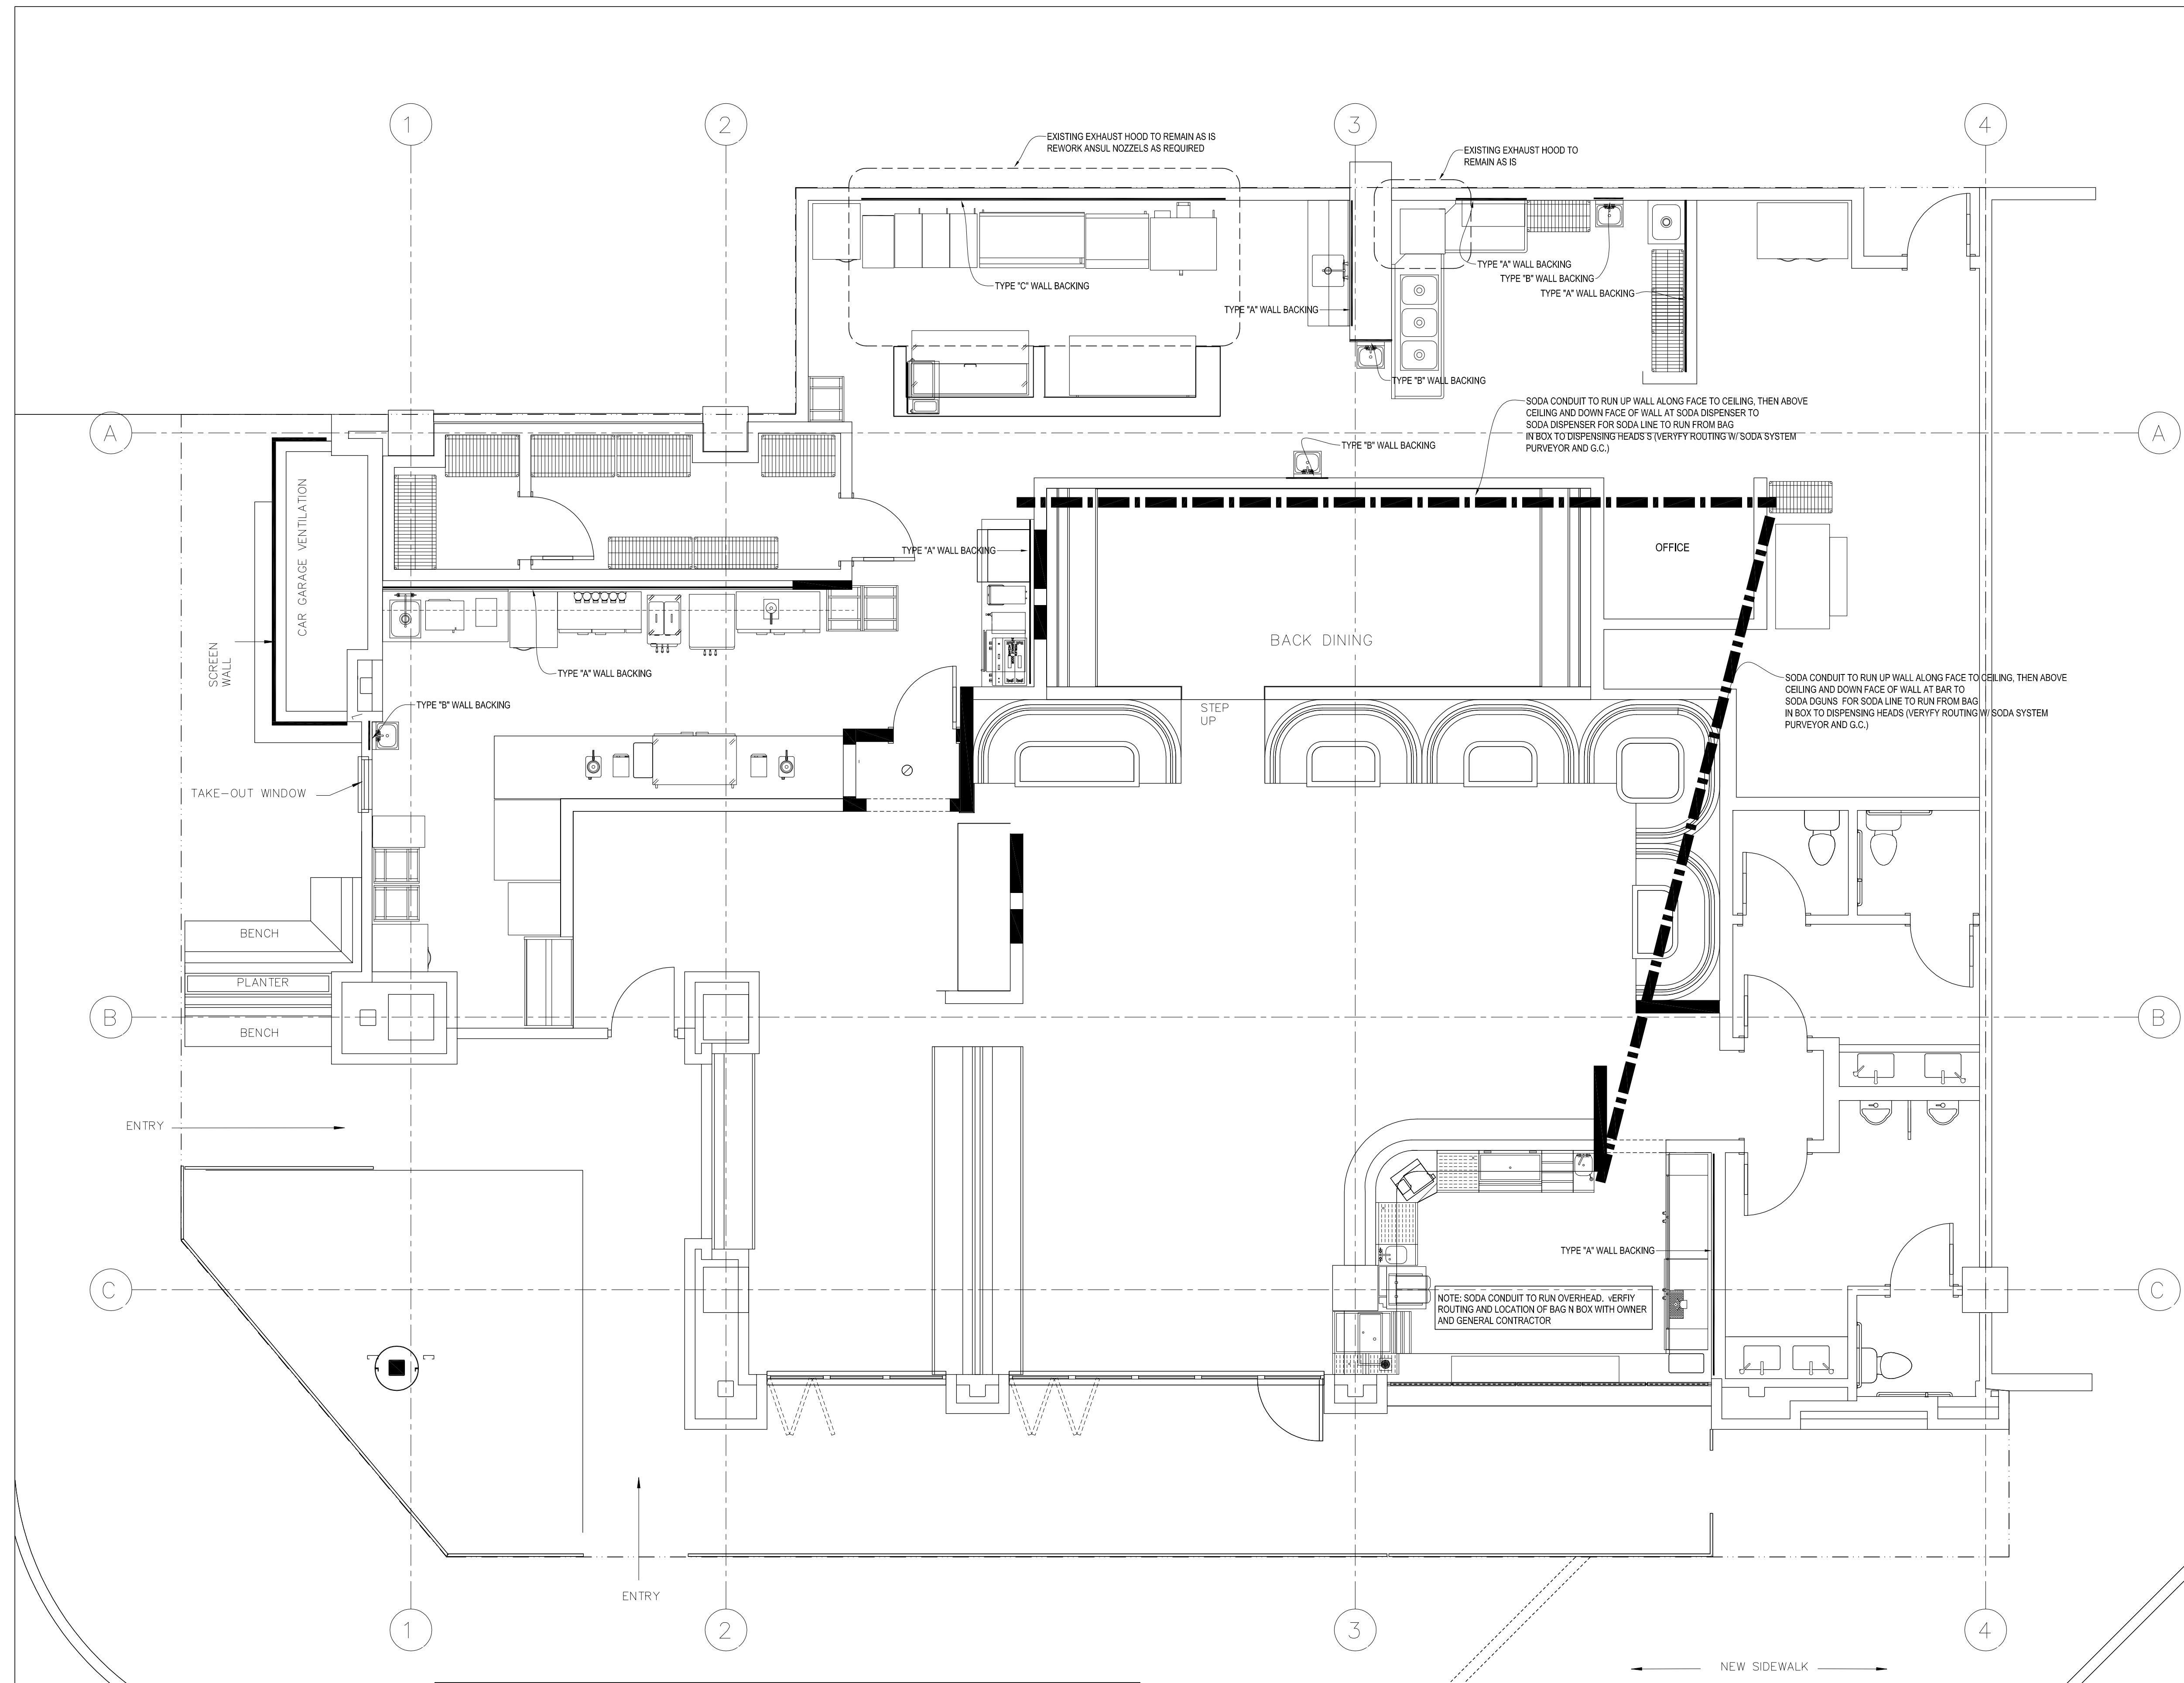 1
2
3
4
EXISTING EXHAUST HOOD TO REMAIN AS IS
REWORK ANSUL NOZZELS AS REQUIRED
EXISTING EXHAUST HOOD TO
REMAIN AS IS
TYPE "C" WALL BACKING
TYPE "A" WALL BACKING
TYPE "A" WALL BACKING
TYPE "B" WALL BACKING
TYPE "A" WALL BACKING
TYPE "B" WALL BACKING
SODA CONDUIT TO RUN UP WALL ALONG FACE TO CEILING, THEN ABOVE
CEILING AND DOWN FACE OF WALL AT SODA DISPENSER TO
SODA DISPENSER FOR SODA LINE TO RUN FROM BAG
IN BOX TO DISPENSING HEADS S (VERYFY ROUTING W/ SODA SYSTEM
PURVEYOR AND G.C.)
A
A
TYPE "B" WALL BACKING
CAR GARAGE VENTILATION
TYPE "A" WALL BACKING
OFFICE
BACK DINING
SCREEN
WALL
TYPE "A" WALL BACKING
SODA CONDUIT TO RUN UP WALL ALONG FACE TO CEILING, THEN ABOVE
CEILING AND DOWN FACE OF WALL AT BAR TO
SODA DGUNS FOR SODA LINE TO RUN FROM BAG
IN BOX TO DISPENSING HEADS (VERYFY ROUTING W/ SODA SYSTEM
PURVEYOR AND G.C.)
TYPE "B" WALL BACKING
STEP
UP
TAKE-OUT WINDOW
BENCH
PLANTER
B
B
BENCH
ENTRY
TYPE "A" WALL BACKING
C
C
NOTE: SODA CONDUIT TO RUN OVERHEAD. vERFIY
ROUTING AND LOCATION OF BAG N BOX WITH OWNER
AND GENERAL CONTRACTOR
ENTRY
1
2
3
4
NEW SIDEWALK